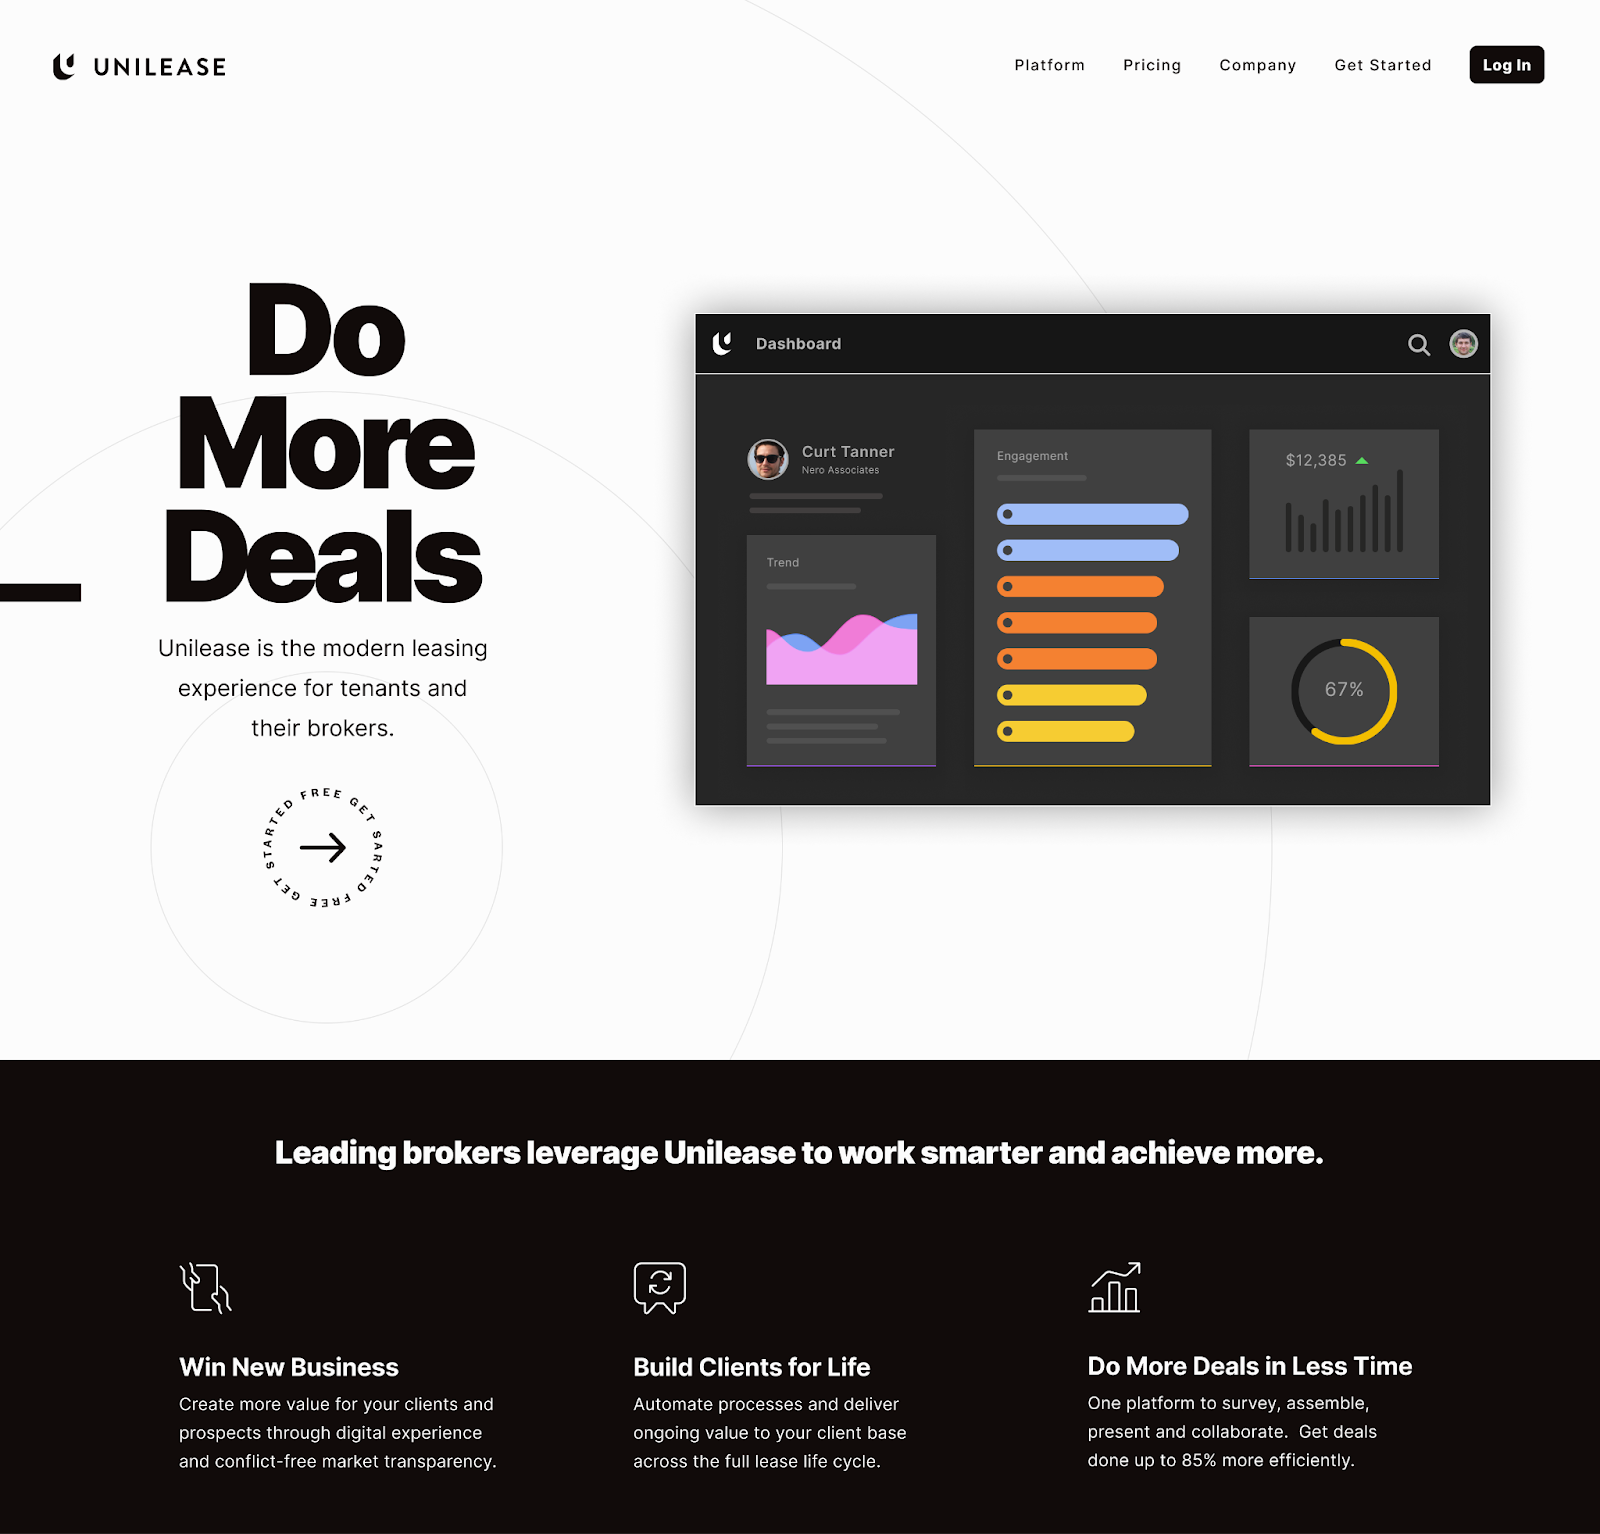 UNILEASE
Platform Pricing Company Get Started Log In
Do
More
Deals
Unilease is the modern leasing
experience for tenants and
their brokers.
GET STARTED FREE GET SARTED FREE
Dashboard
Curt Tanner
Nero Associates
Trend
Engagement
$12,385
67%
Leading brokers leverage Unilease to work smarter and achieve more.
Win New Business
Create more value for your clients and
prospects through digital experience
and conflict-free market transparency.
Build Clients for Life
Automate processes and deliver
ongoing value to your client base
across the full lease life cycle.
Do More Deals in Less Time
One platform to survey, assemble,
present and collaborate. Get deals
done up to 85% more efficiently.